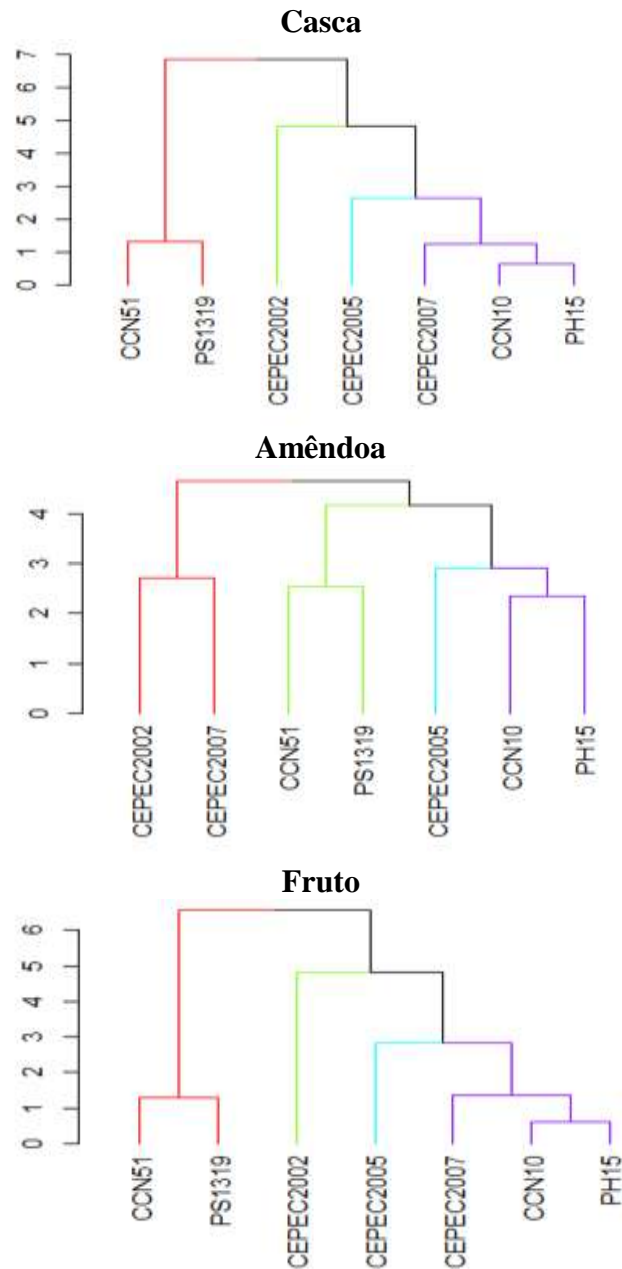 Casca
7
6
5
4
3
2
1
0
CCN51
PS1319
CEPEC2002
CEPEC2005
CEPEC2007
CCN10
PH15
Amêndoa
4
3
2
1
0
CEPEC2002
CEPEC2007
CCN51
PS1319
CEPEC2005
CCN10
PH15
Fruto
6
5
4
3
2
1
0
CCN51
PS1319
CEPEC2002
CEPEC2005
CEPEC2007
CCN10
PH15